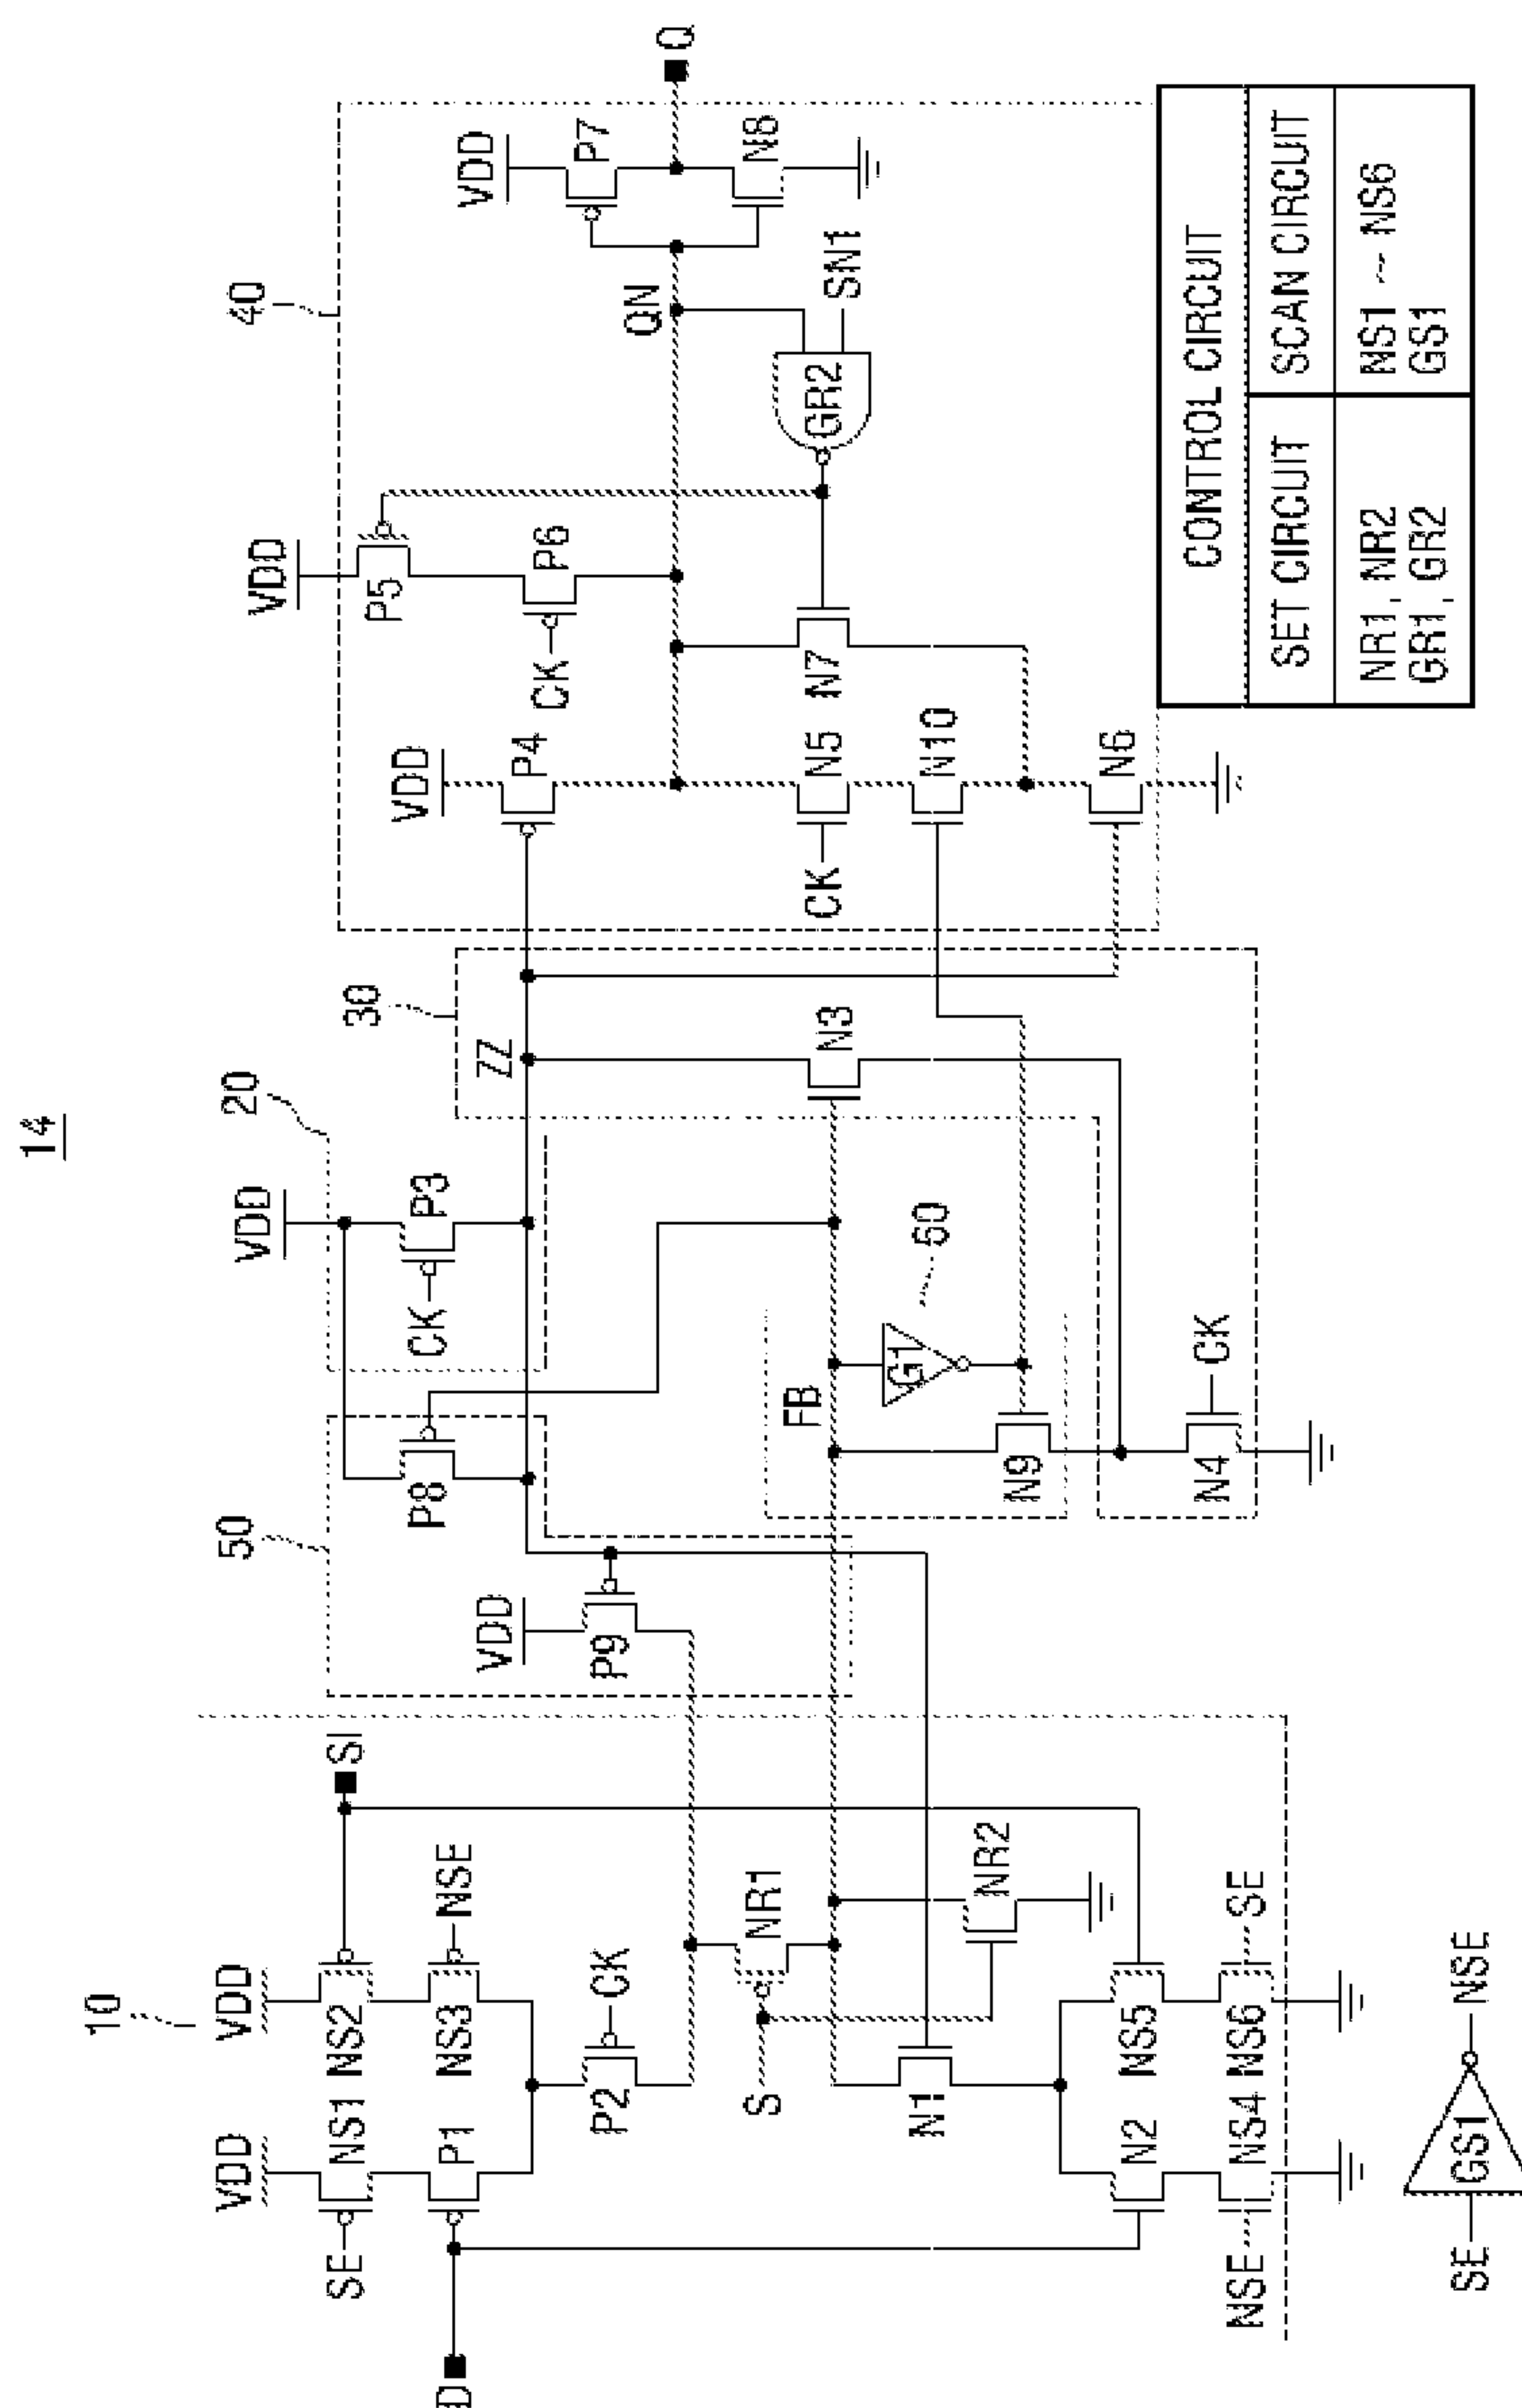 14
10
50
20
30
40
VDD
VDD
SE
NS1
NS2
SI
D
P1
NS3
NSE
P2
CK
S
NR1
NR2
N1
N2
NS5
NSE
NS4
NS6
SE
SE
GS1
NSE
VDD
P9
P8
VDD
CK
P3
ZZ
FB
G1
60
N9
N4
CK
N3
VDD
P4
CK
N5
N10
N6
VDD
P5
CK
P6
N7
QN
GR2
SN1
VDD
P7
N8
Q
CONTROL CIRCUIT
SET CIRCUIT
SCAN CIRCUIT
NR1, NR2
GR1, GR2
NS1 ~ NS6
GS1